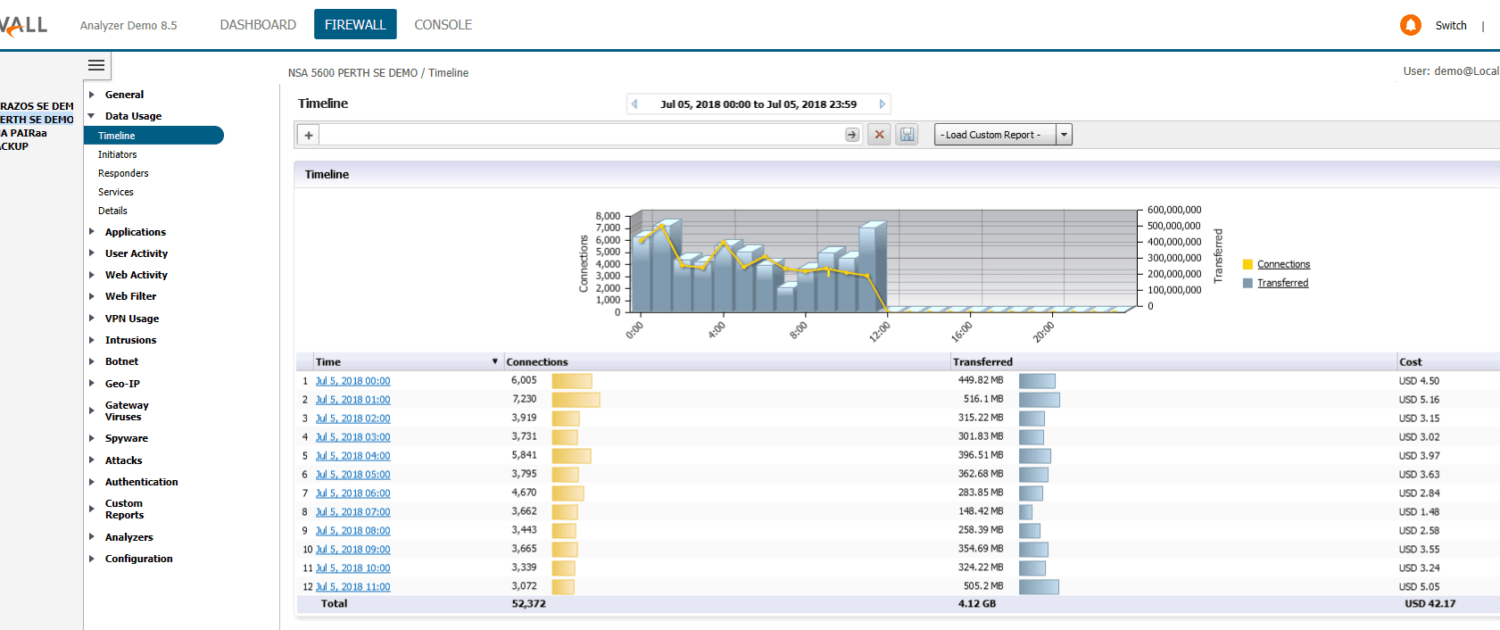 WALL
Analyzer Demo 8.5
DASHBOARD
FIREWALL
CONSOLE
Switch |
NSA 5600 PERTH SE DEMO / Timeline
User: demo@Local
RAZOS SE DEM
ERTH SE DEMO
A PAIRaa
ACKUP
General
Data Usage
Timeline
Initiators
Responders
Services
Details
Applications
User Activity
Web Activity
Web Filter
VPN Usage
Intrusions
Botnet
Geo-IP
Gateway
Viruses
Spyware
Attacks
Authentication
Custom
Reports
Analyzers
Configuration
Timeline
Jul 05, 2018 00:00 to Jul 05, 2018 23:59
+
- Load Custom Report -
Timeline
Connections
8,000
7,000
6,000
5,000
4,000
3,000
2,000
1,000
0
600,000,000
500,000,000
400,000,000
300,000,000
200,000,000
100,000,000
0
Transferred
0:00 4:00 8:00 12:00 16:00 20:00
Connections
Transferred
Time Connections Transferred Cost
1 Jul 5, 2018 00:00 6,005 449.82 MB USD 4.50
2 Jul 5, 2018 01:00 7,230 516.1 MB USD 5.16
3 Jul 5, 2018 02:00 3,919 315.22 MB USD 3.15
4 Jul 5, 2018 03:00 3,731 301.83 MB USD 3.02
5 Jul 5, 2018 04:00 5,841 396.51 MB USD 3.97
6 Jul 5, 2018 05:00 3,795 362.68 MB USD 3.63
7 Jul 5, 2018 06:00 4,670 283.85 MB USD 2.84
8 Jul 5, 2018 07:00 3,662 148.42 MB USD 1.48
9 Jul 5, 2018 08:00 3,443 258.39 MB USD 2.58
10 Jul 5, 2018 09:00 3,665 354.69 MB USD 3.55
11 Jul 5, 2018 10:00 3,339 324.22 MB USD 3.24
12 Jul 5, 2018 11:00 3,072 505.2 MB USD 5.05
Total 52,372 4.12 GB USD 42.17